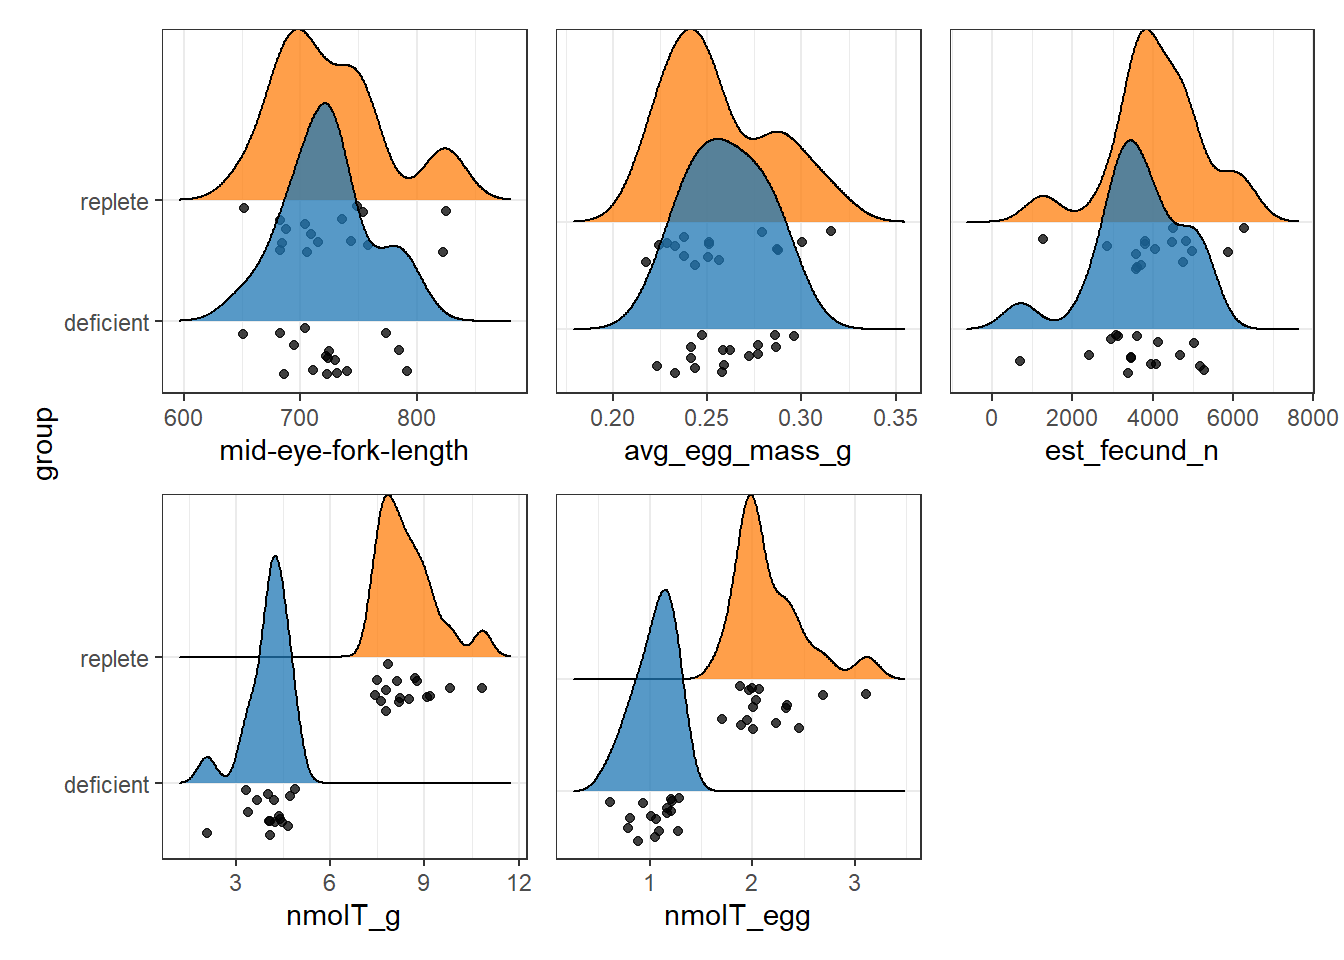 group
replete
deficient
600 700 800
mid-eye-fork-length
0.20 0.25 0.30 0.35
avg_egg_mass_g
0 2000 4000 6000 8000
est_fecund_n
replete
deficient
3 6 9 12
nmolT_g
1 2 3
nmolT_egg